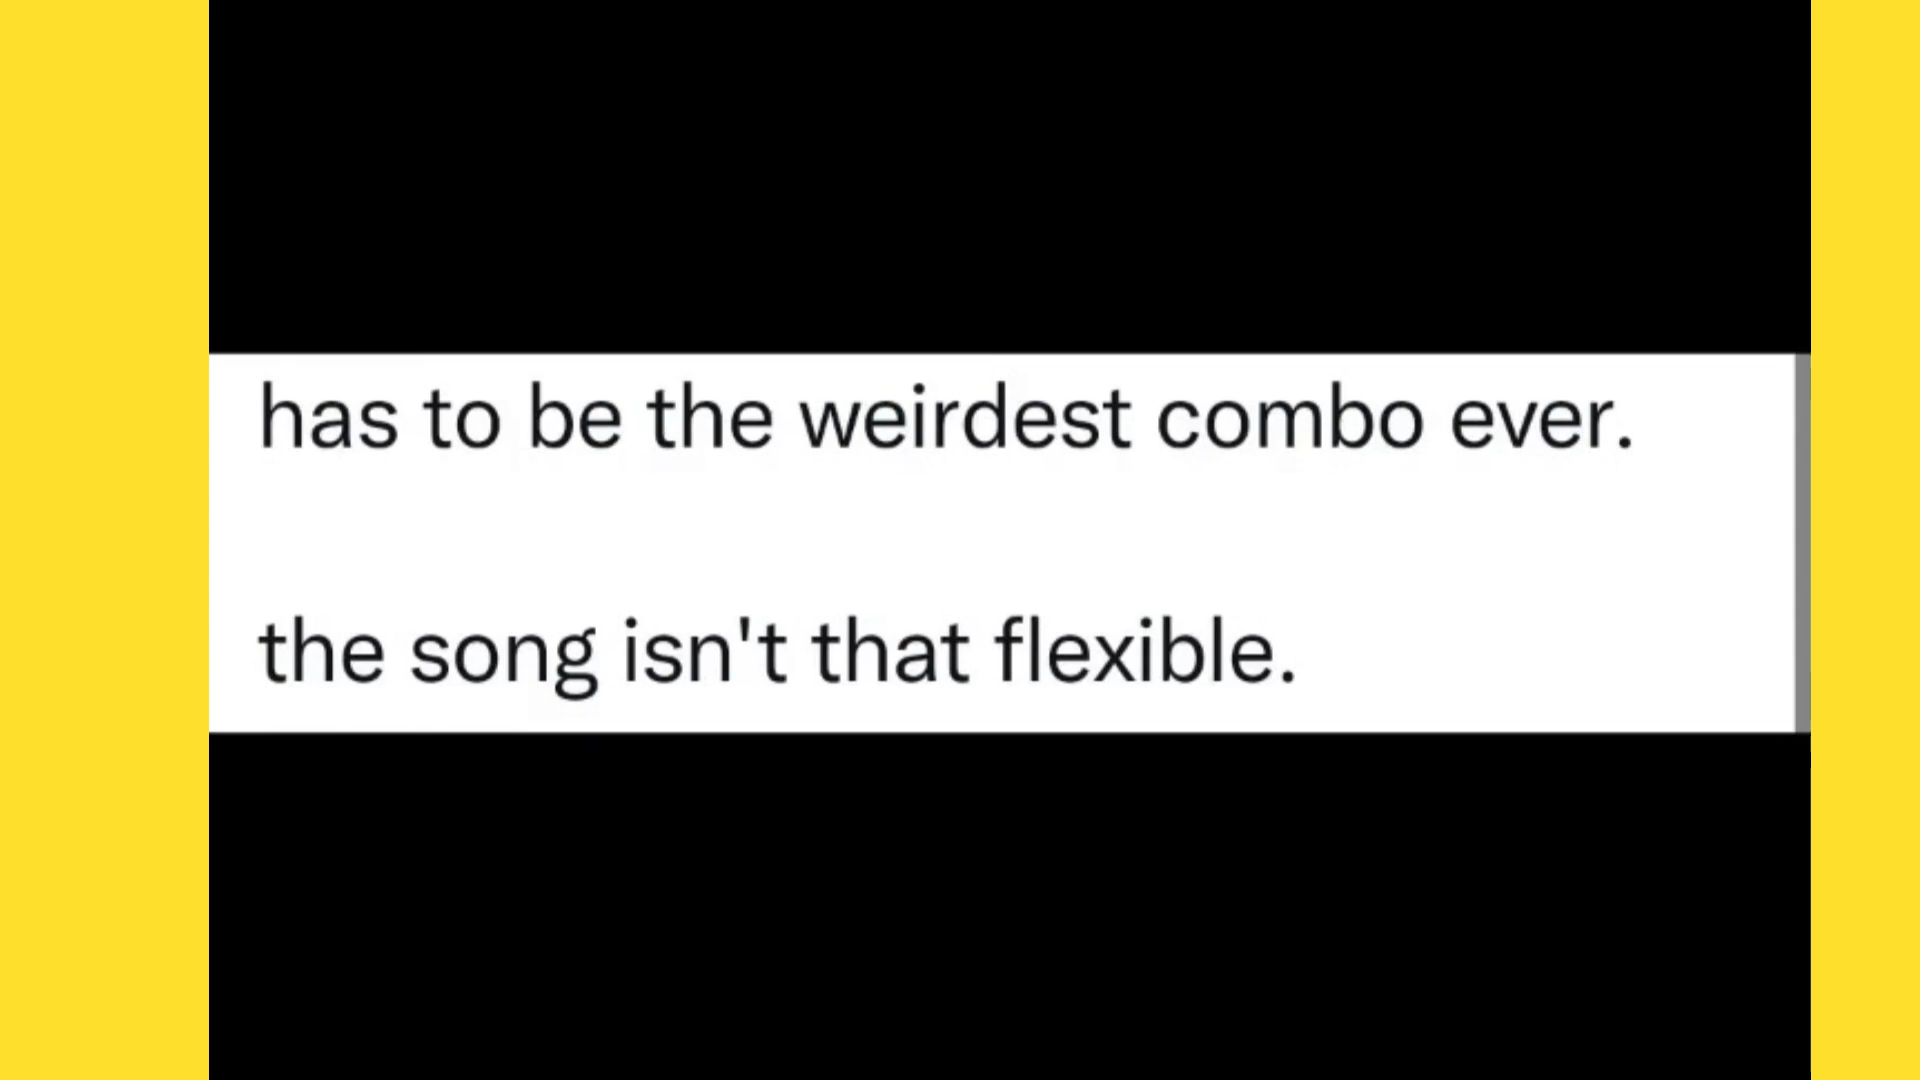 has to be the weirdest combo ever.
the song isn't that flexible.